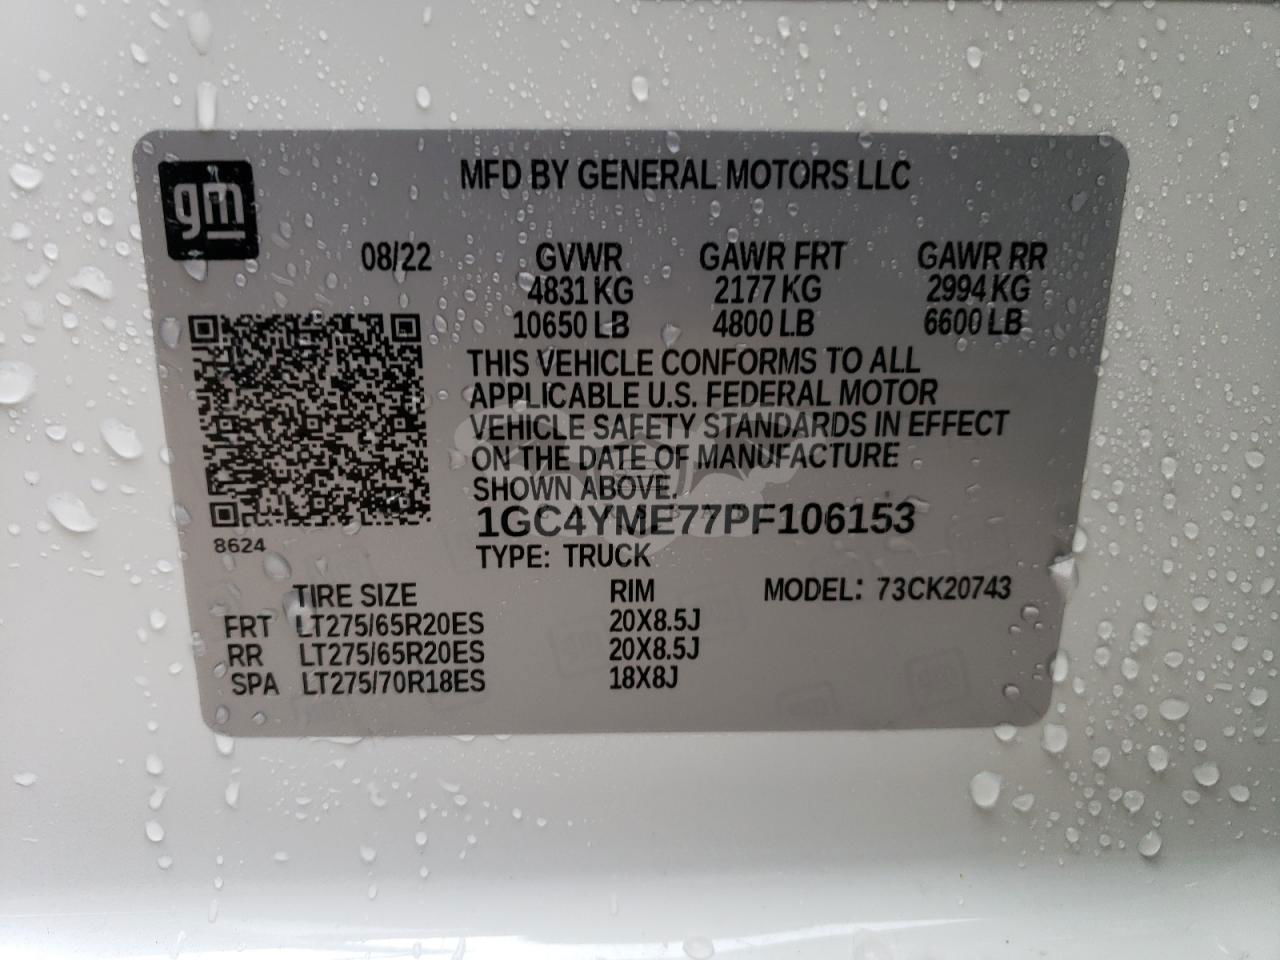 gm
MFD BY GENERAL MOTORS LLC
08/22 GVWR GAWR FRT GAWR RR
4831 KG 2177 KG 2994 KG
10650 LB 4800 LB 6600 LB
THIS VEHICLE CONFORMS TO ALL
APPLICABLE U.S. FEDERAL MOTOR
VEHICLE SAFETY STANDARDS IN EFFECT
ON THE DATE OF MANUFACTURE
SHOWN ABOVE.
1GC4YME77PF106153
8624
TYPE: TRUCK
TIRE SIZE RIM MODEL: 73CK20743
FRT LT275/65R20ES 20X8.5J
RR LT275/65R20ES 20X8.5J
SPA LT275/70R18ES 18X8J